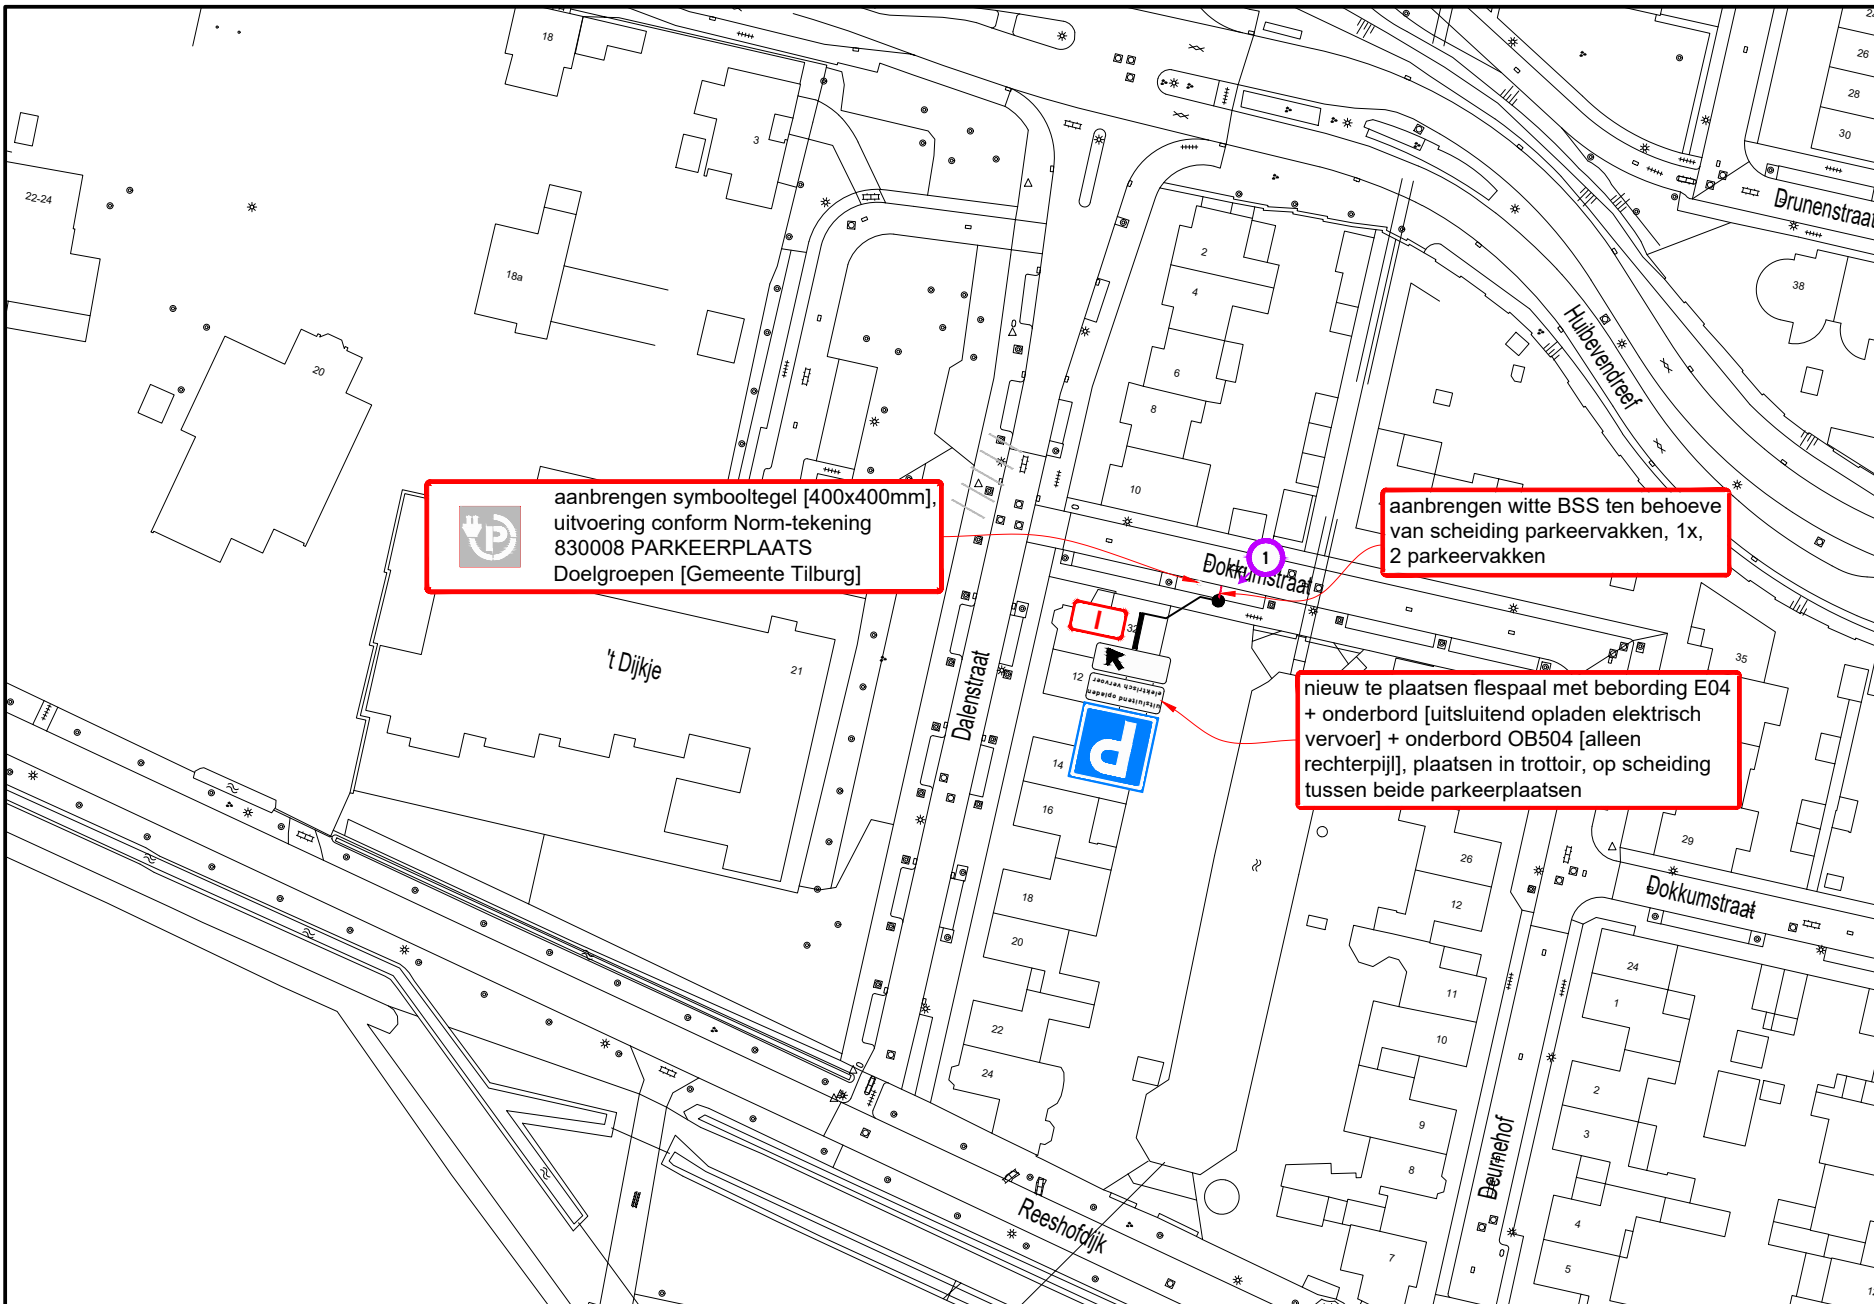 18
3
22-24
18a
20
2
4
6
8
10
26
28
30
Drunenstraat
38
Huibevendreef
aanbrengen symbooltegel [400x400mm],
uitvoering conform Norm-tekening
830008 PARKEERPLAATS
Doelgroepen [Gemeente Tilburg]
P
aanbrengen witte BSS ten behoeve
van scheiding parkeervakken, 1x,
2 parkeervakken
1
Dokkumstraat
32
12
uitsluitend opladen
elektrisch vervoer
P
nieuw te plaatsen flespaal met bebording E04
+ onderbord [uitsluitend opladen elektrisch
vervoer] + onderbord OB504 [alleen
rechterpijl], plaatsen in trottoir, op scheiding
tussen beide parkeerplaatsen
't Dijkje
21
Dalenstraat
35
14
16
18
20
22
24
26
12
11
10
9
8
7
29
Dokkumstraat
24
1
2
3
4
5
Deurnehof
Reeshofdijk